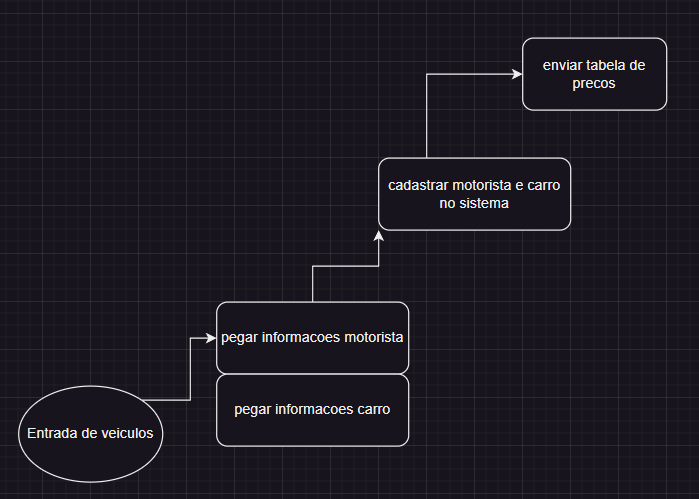 enviar tabela de
precos
cadastrar motorista e carro
no sistema
pegar informacoes motorista
pegar informacoes carro
Entrada de veiculos